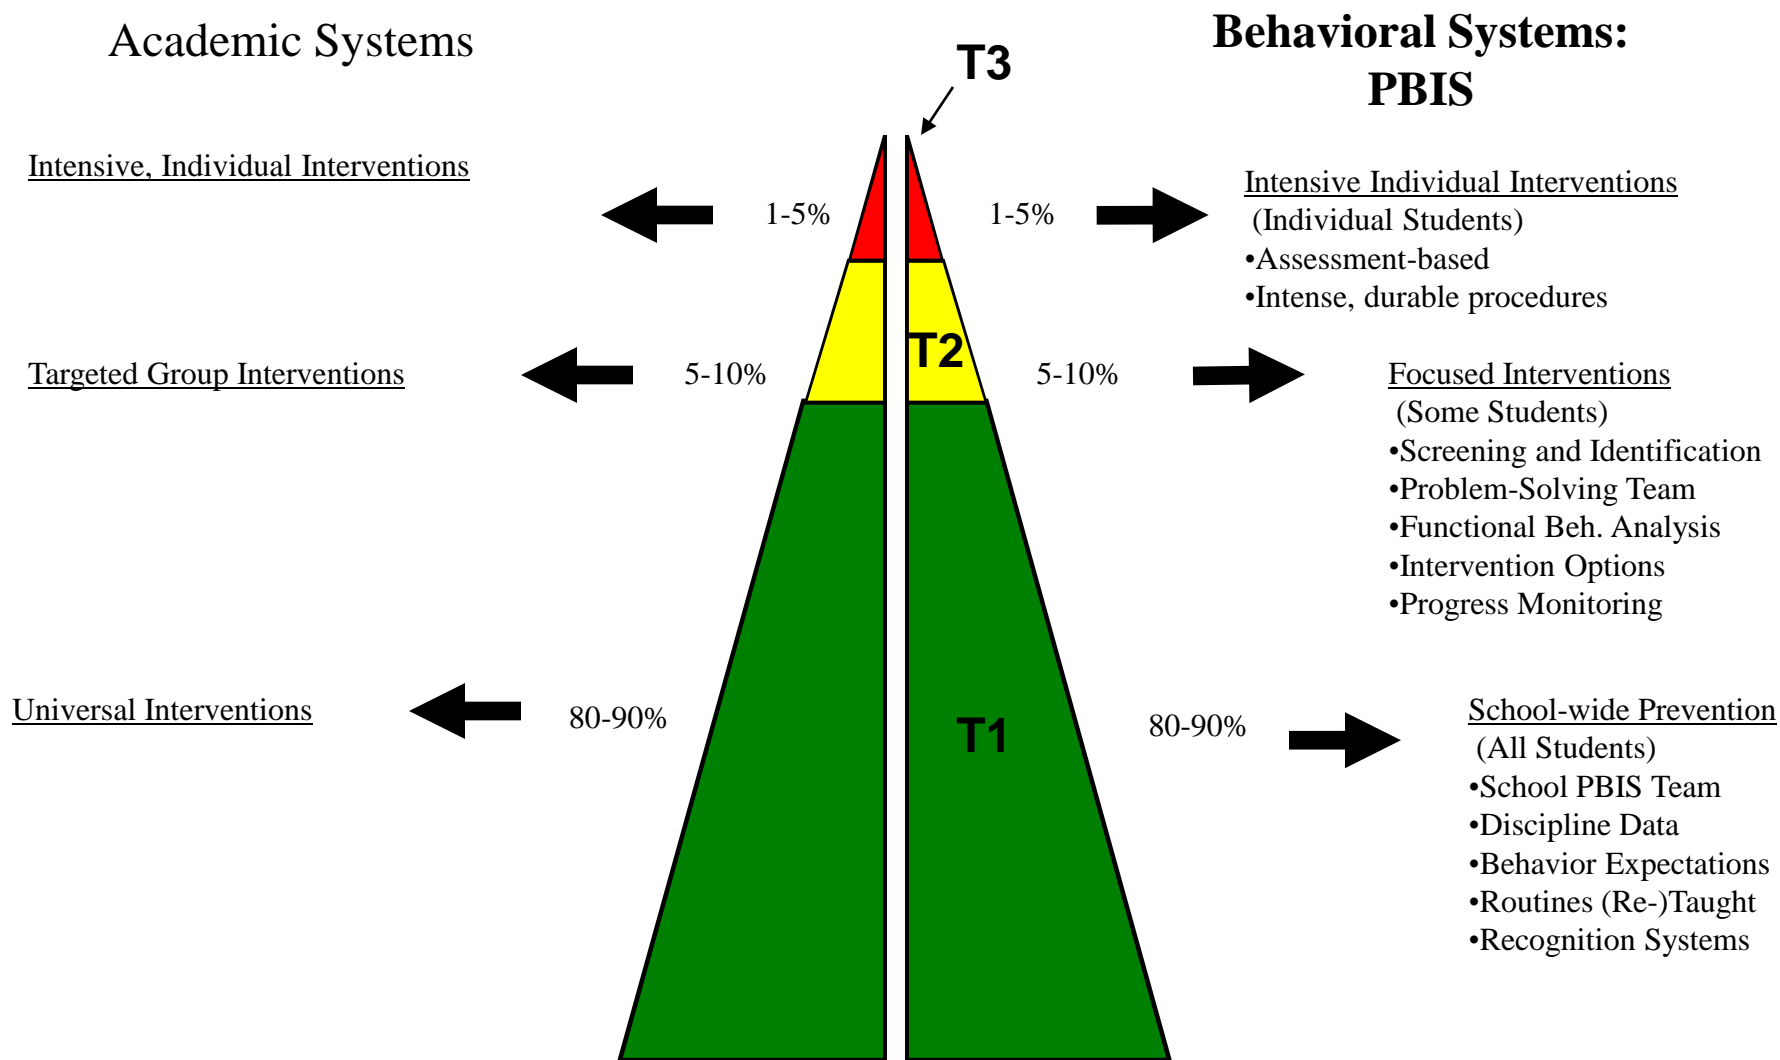 Academic Systems
Behavioral Systems:
PBIS
T3
Intensive, Individual Interventions
1-5%
1-5%
Intensive Individual Interventions
(Individual Students)
•Assessment-based
•Intense, durable procedures
Targeted Group Interventions
5-10%
T2
5-10%
Focused Interventions
(Some Students)
•Screening and Identification
•Problem-Solving Team
•Functional Beh. Analysis
•Intervention Options
•Progress Monitoring
Universal Interventions
80-90%
T1
80-90%
School-wide Prevention
(All Students)
•School PBIS Team
•Discipline Data
•Behavior Expectations
•Routines (Re-)Taught
•Recognition Systems